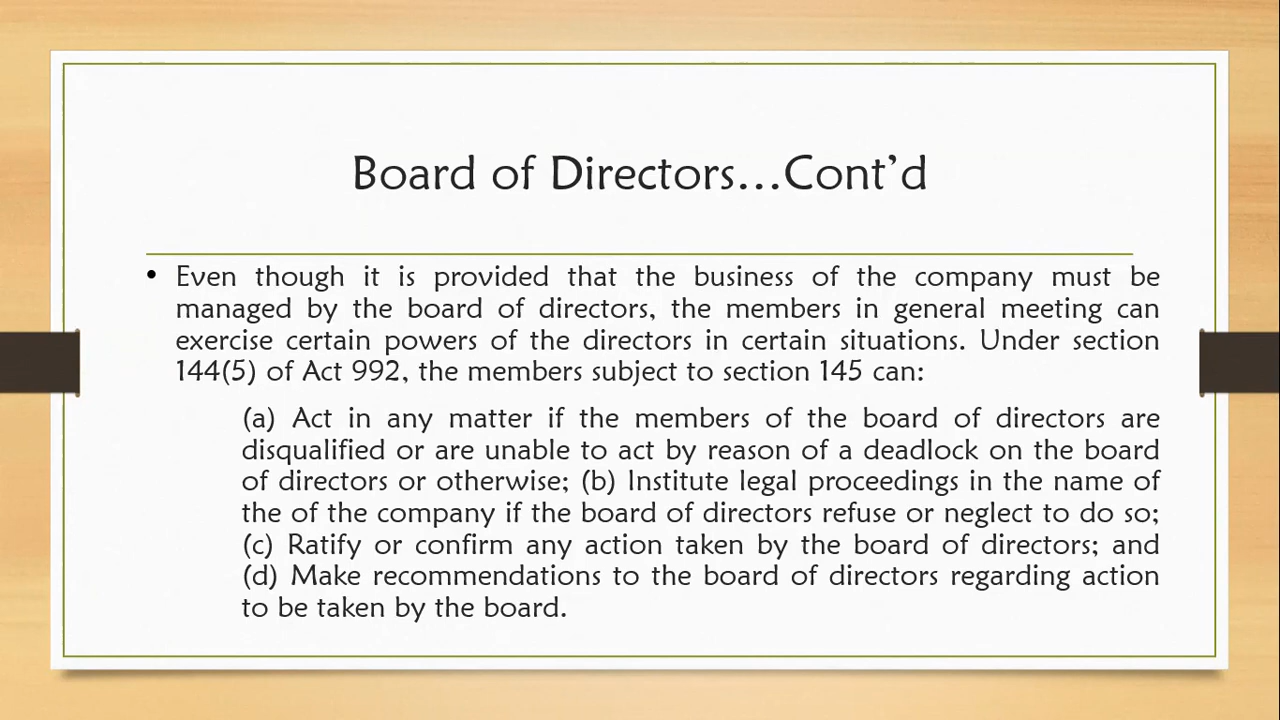 Board of Directors…Cont’d
• Even though it is provided that the business of the company must be
managed by the board of directors, the members in general meeting can
exercise certain powers of the directors in certain situations. Under section
144(5) of Act 992, the members subject to section 145 can:
(a) Act in any matter if the members of the board of directors are
disqualified or are unable to act by reason of a deadlock on the board
of directors or otherwise; (b) Institute legal proceedings in the name of
the of the company if the board of directors refuse or neglect to do so;
(c) Ratify or confirm any action taken by the board of directors; and
(d) Make recommendations to the board of directors regarding action
to be taken by the board.